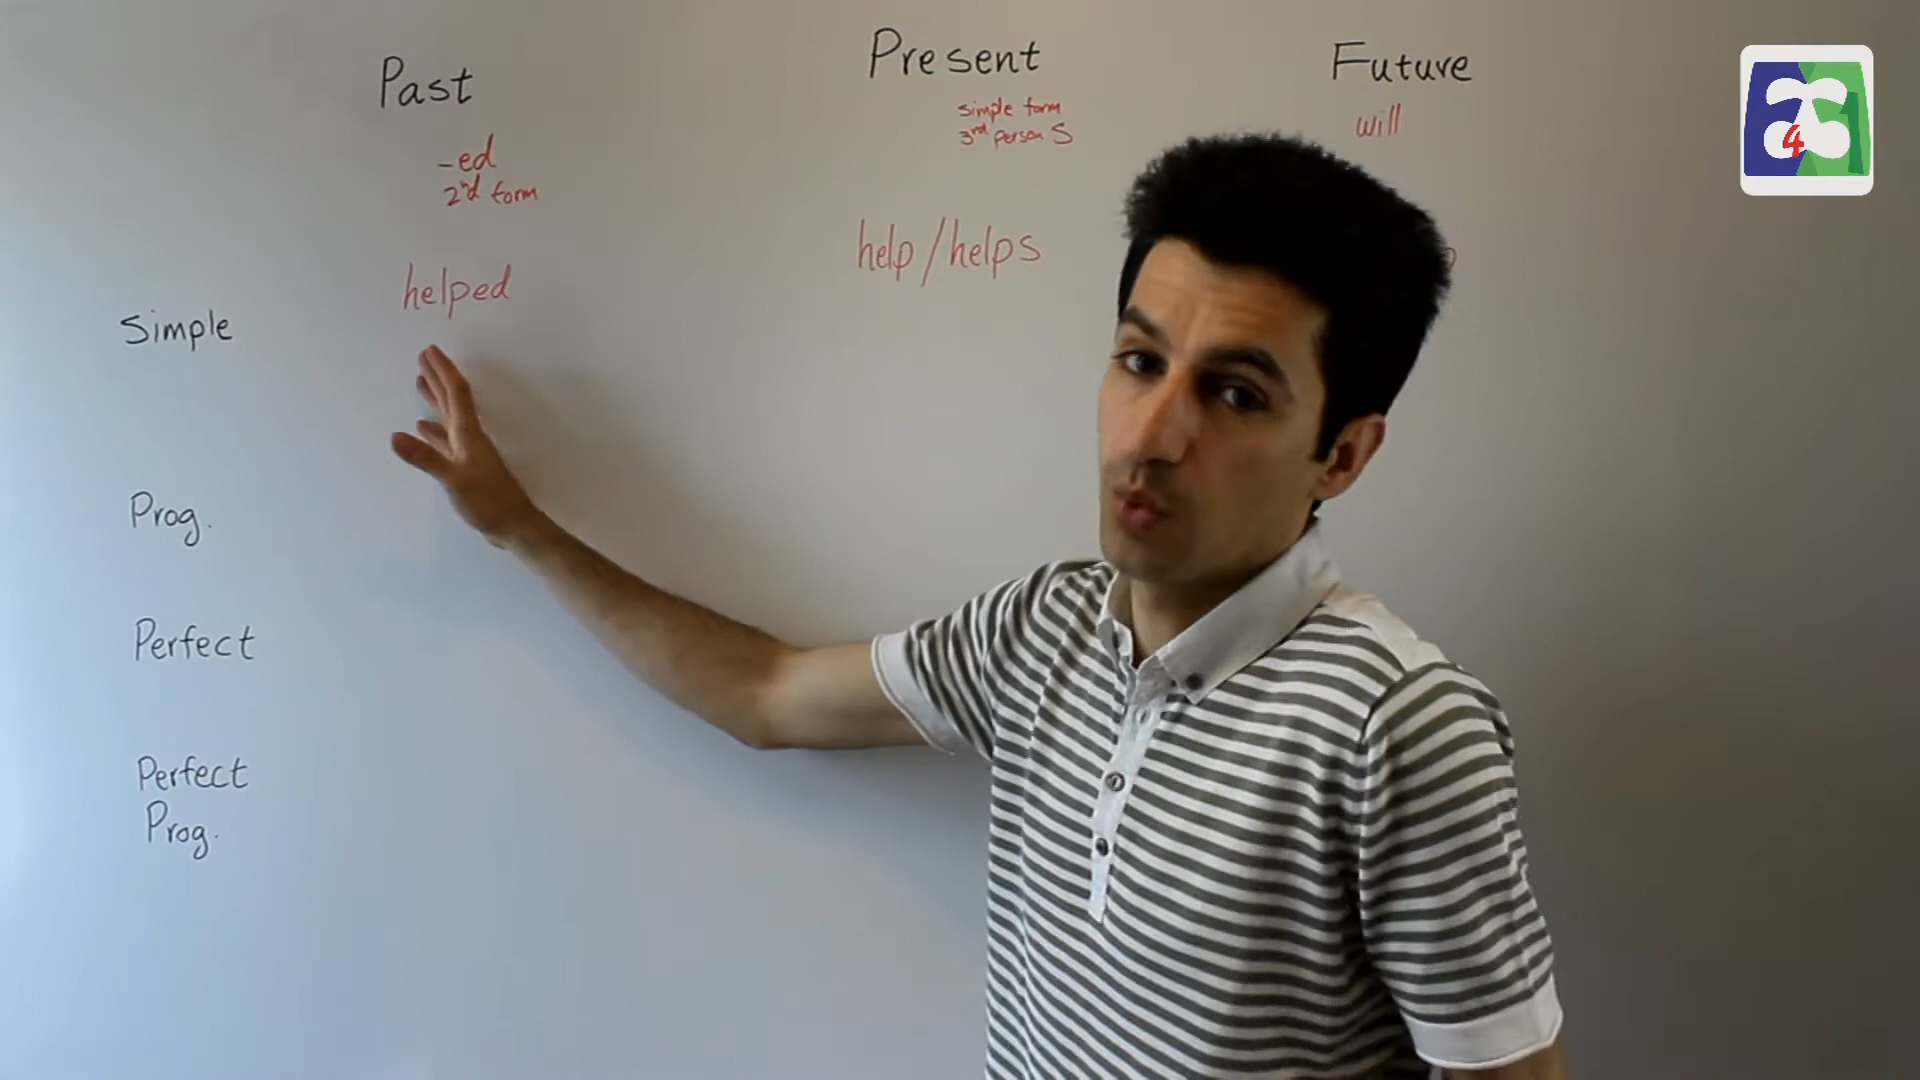 Past
Present
Future
-ed
2nd form
simple form
3rd person S
will
helped
help/helps
Simple
Prog.
Perfect
Perfect
Prog.
4